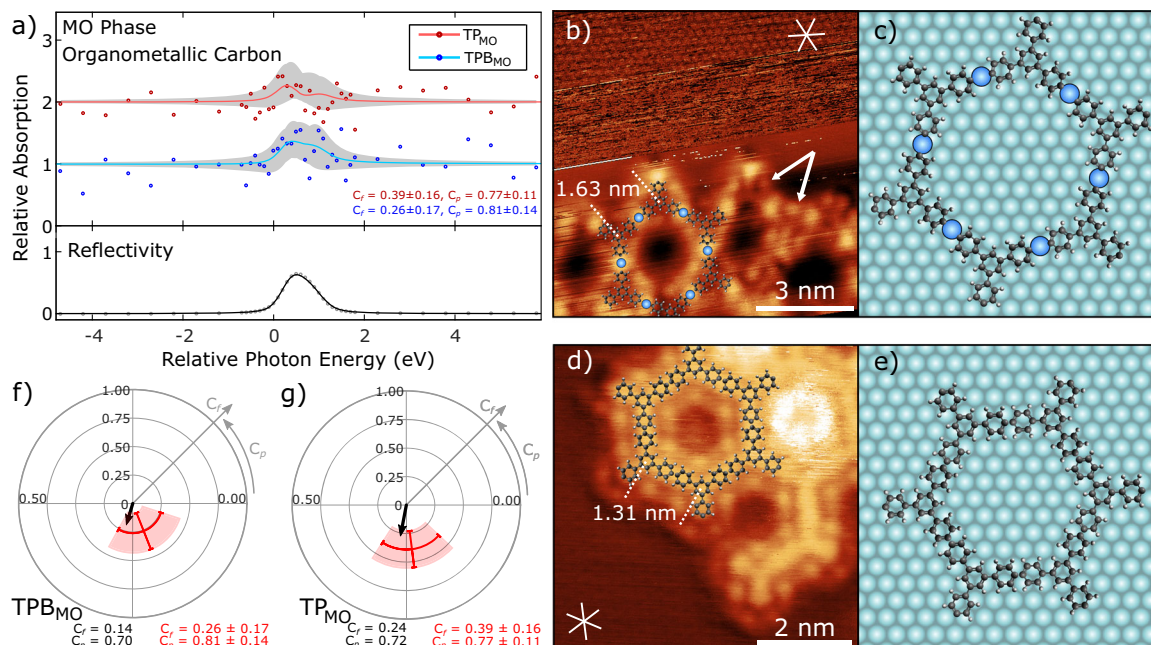 a)
MO Phase
Organometallic Carbon
TP_MO
TPB_MO
3
2
1
0
Relative Absorption
C_f = 0.39±0.16, C_p = 0.77±0.11
C_f = 0.26±0.17, C_p = 0.81±0.14
Reflectivity
1
0
-4 -2 0 2 4
Relative Photon Energy (eV)
b)
1.63 nm
3 nm
c)
d)
1.31 nm
2 nm
e)
f)
1.00
0.75
0.50
0.25
0
0.50
0.00
C_f
C_p
TPB_MO
C_f = 0.14
C_p = 0.70
C_f = 0.26 ± 0.17
C_p = 0.81 ± 0.14
g)
1.00
0.75
0.50
0.25
0
0.50
0.00
C_f
C_p
TP_MO
C_f = 0.24
C_p = 0.72
C_f = 0.39 ± 0.16
C_p = 0.77 ± 0.11